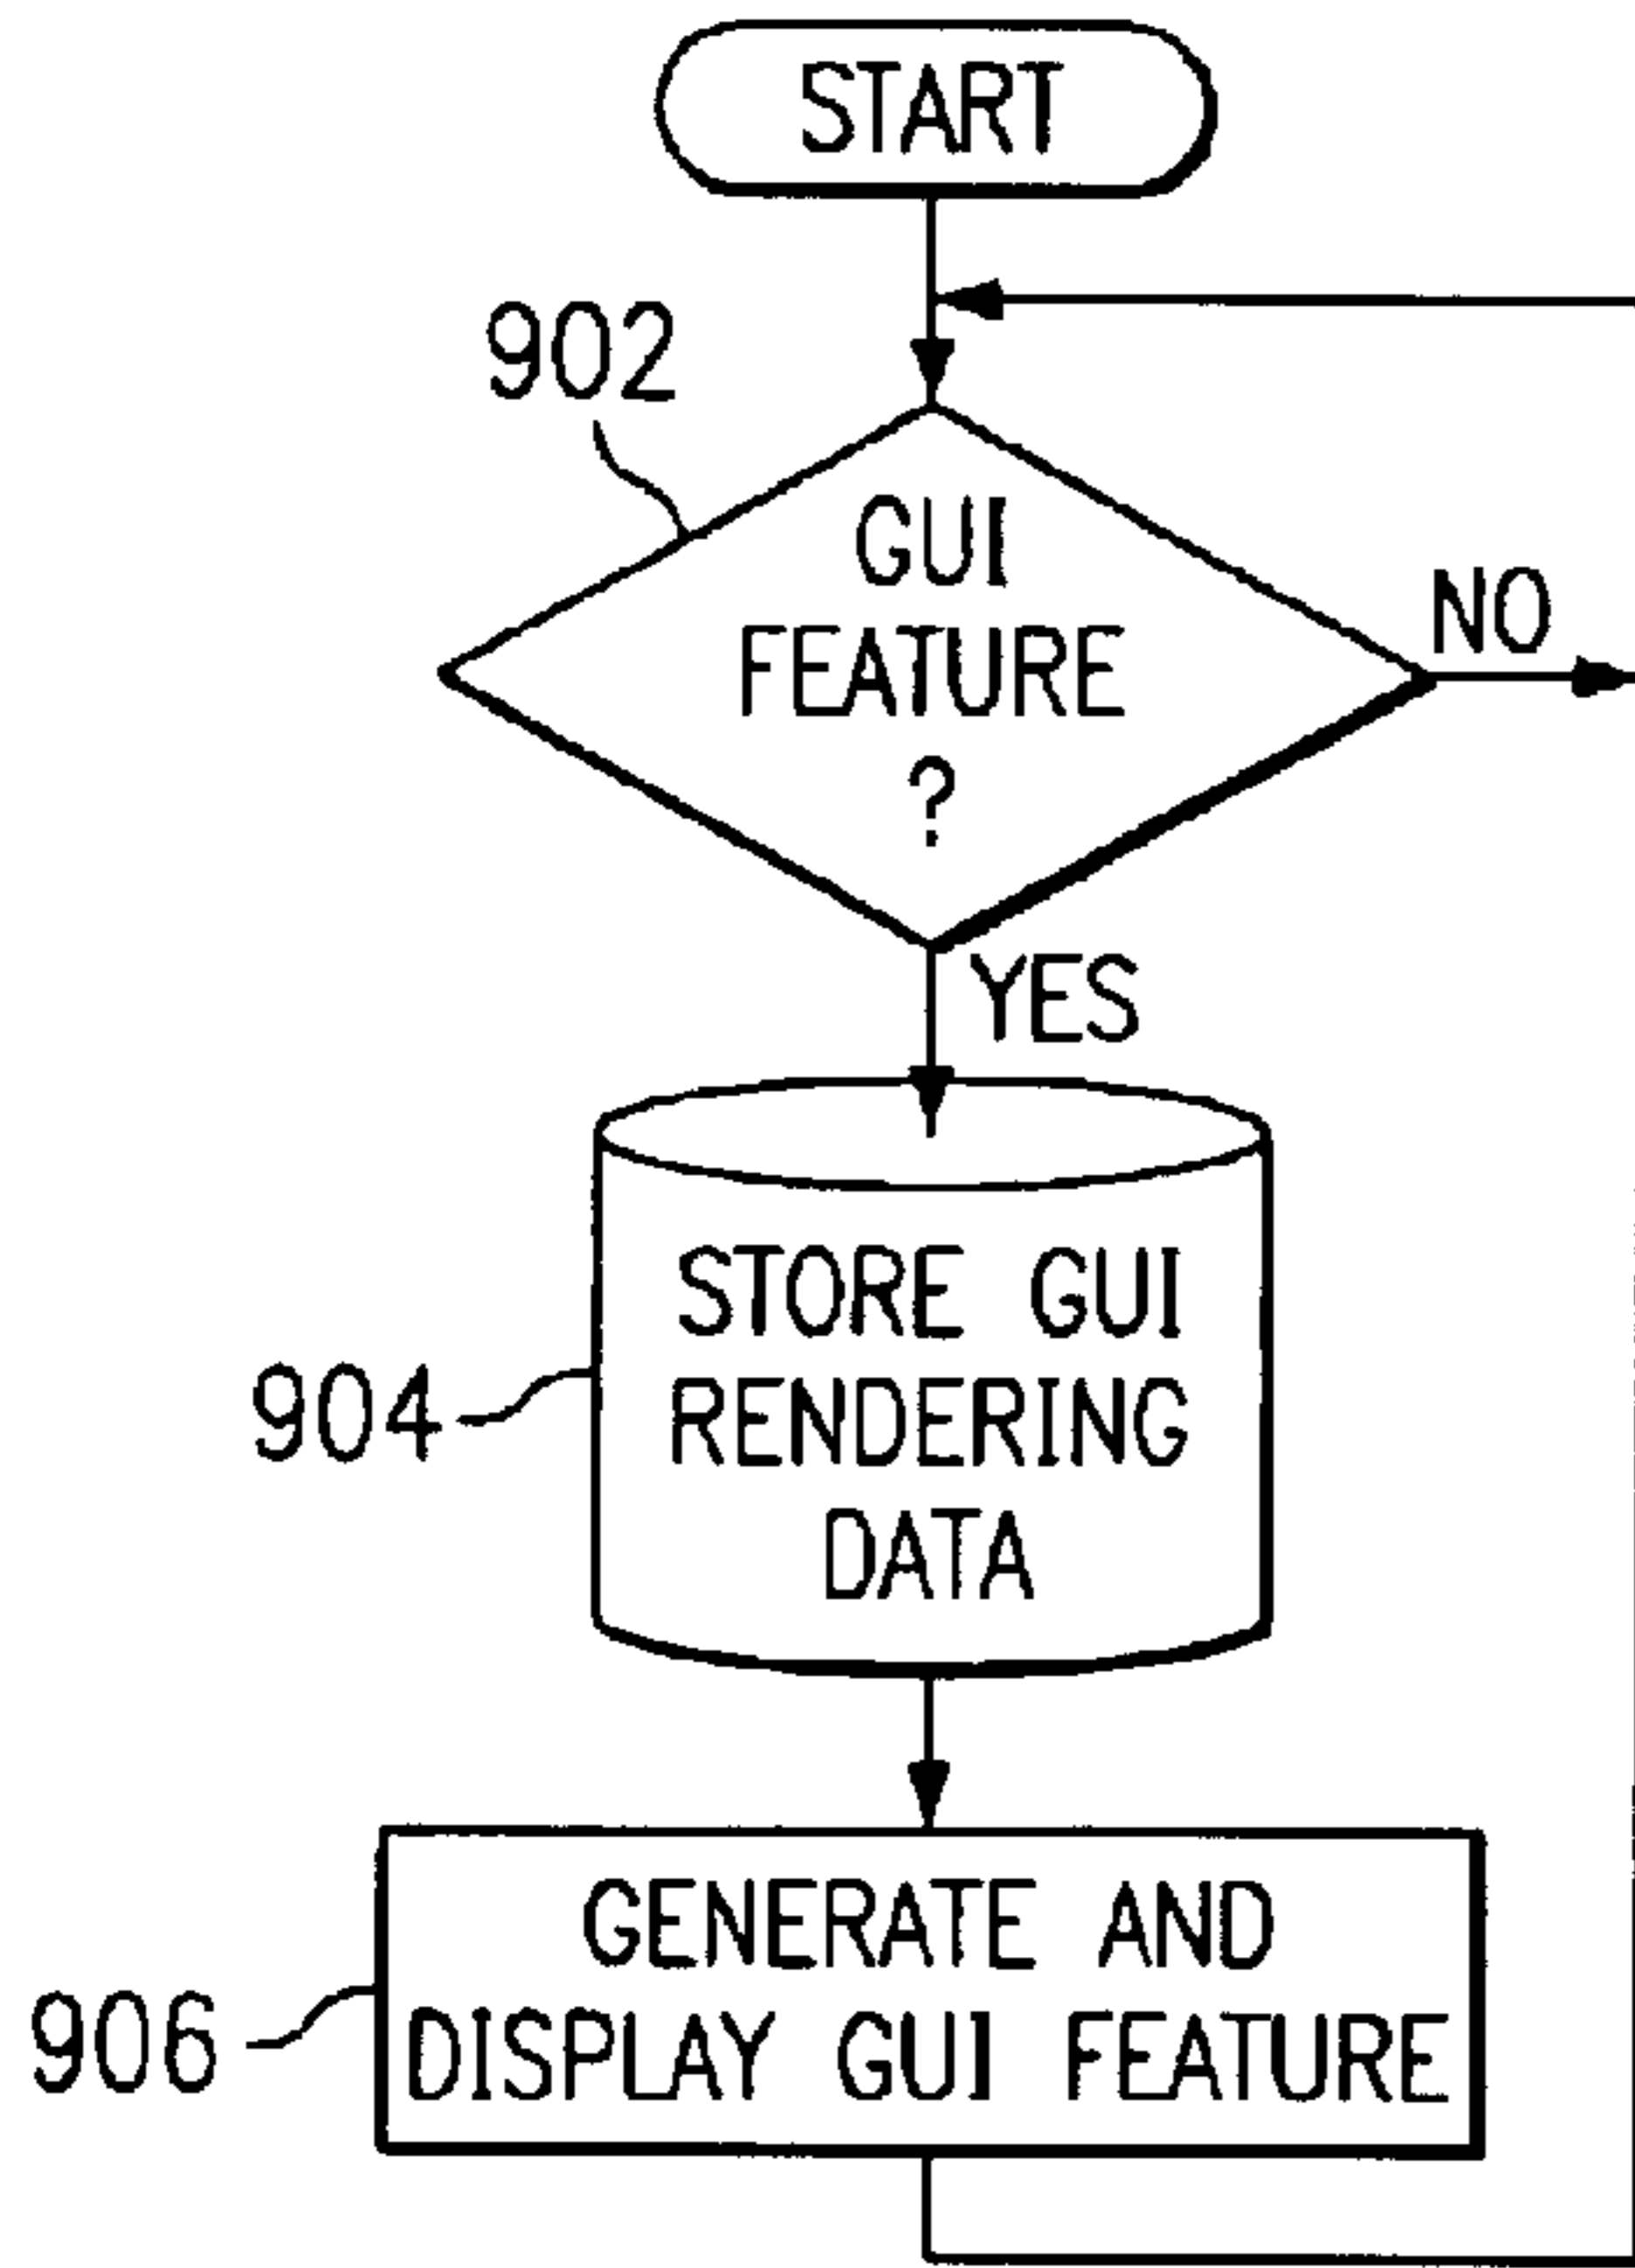 START
902
GUI
FEATURE
?
NO
YES
STORE GUI
RENDERING
DATA
904
GENERATE AND
DISPLAY GUI FEATURE
906